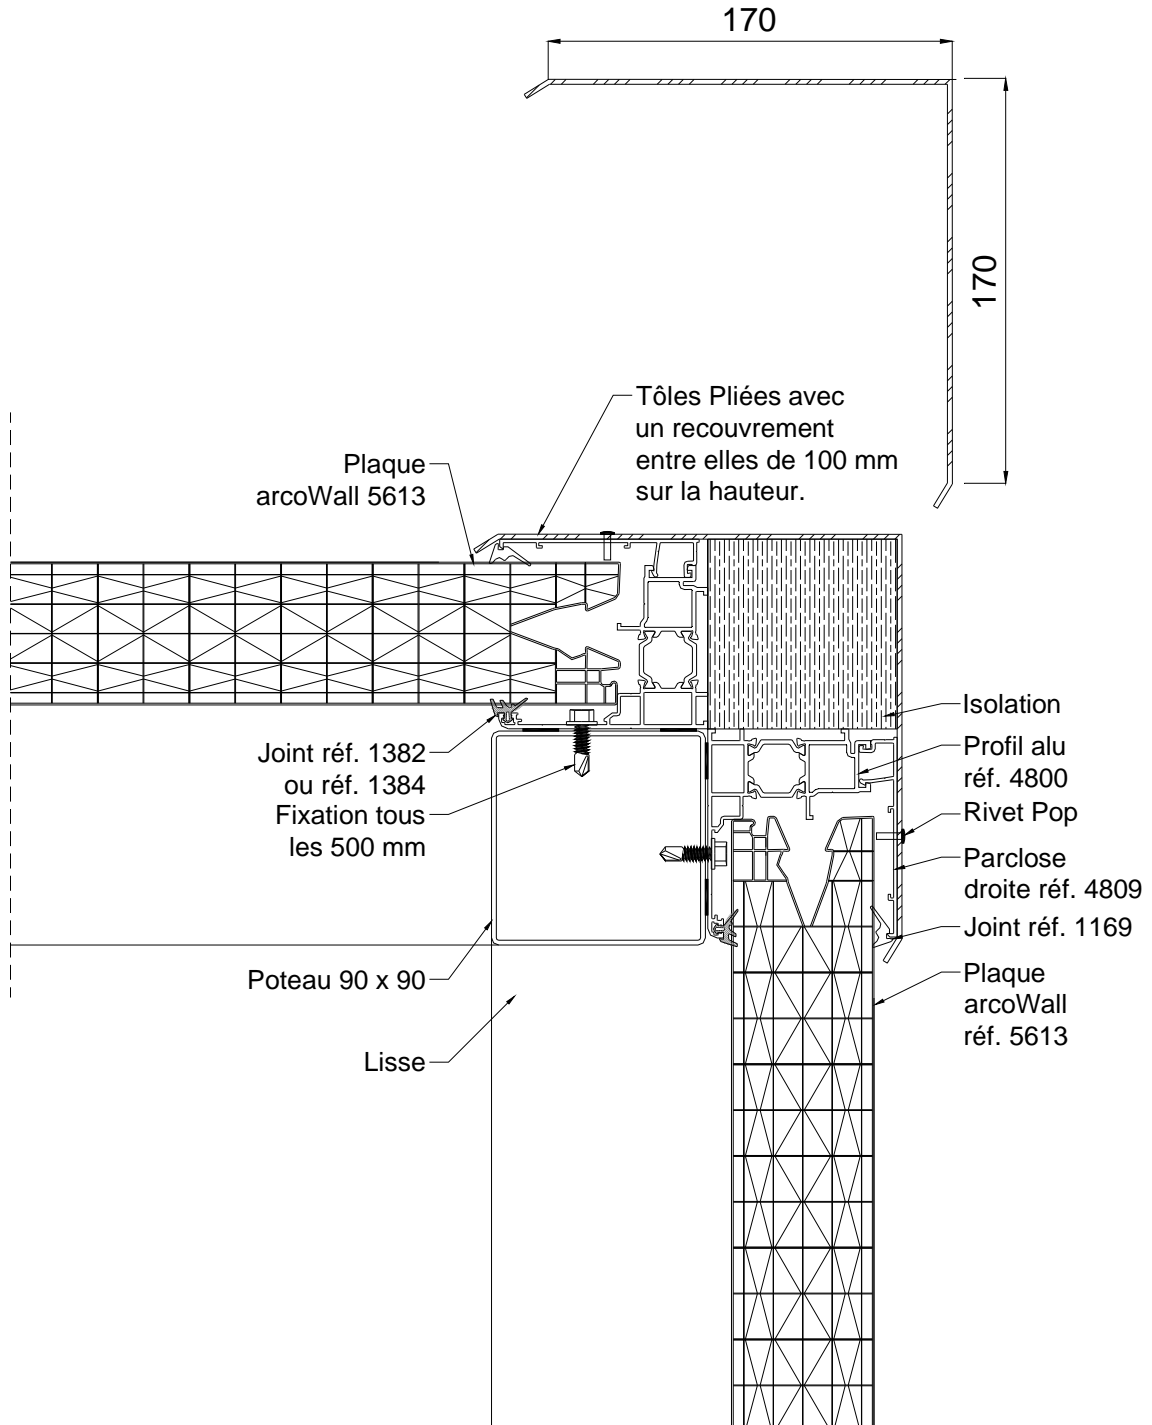 170
170
Tôles Pliées avec
un recouvrement
entre elles de 100 mm
sur la hauteur.
Plaque
arcoWall 5613
Joint réf. 1382
ou réf. 1384
Fixation tous
les 500 mm
Poteau 90 x 90
Lisse
Isolation
Profil alu
réf. 4800
Rivet Pop
Parclose
droite réf. 4809
Joint réf. 1169
Plaque
arcoWall
réf. 5613